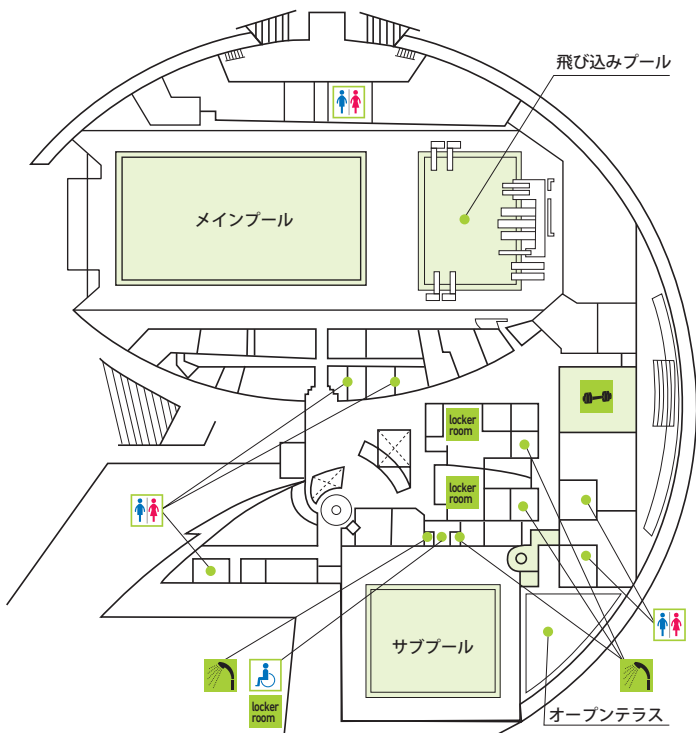 飛び込みプール
メインプール
locker
room
locker
room
サブプール
locker
room
オープンテラス